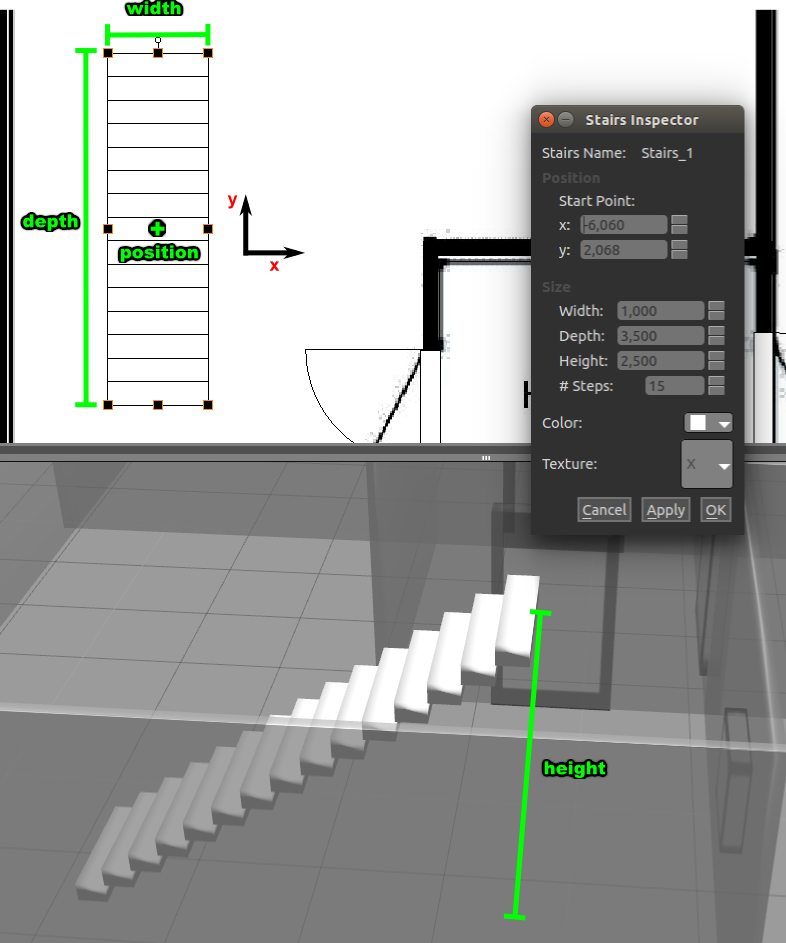 width
depth
position
y
x
Stairs Inspector
Stairs Name: Stairs_1
Position
Start Point:
x: -6,060
y: 2,068
Size
Width: 1,000
Depth: 3,500
Height: 2,500
# Steps: 15
Color:
Texture: X
Cancel Apply OK
height